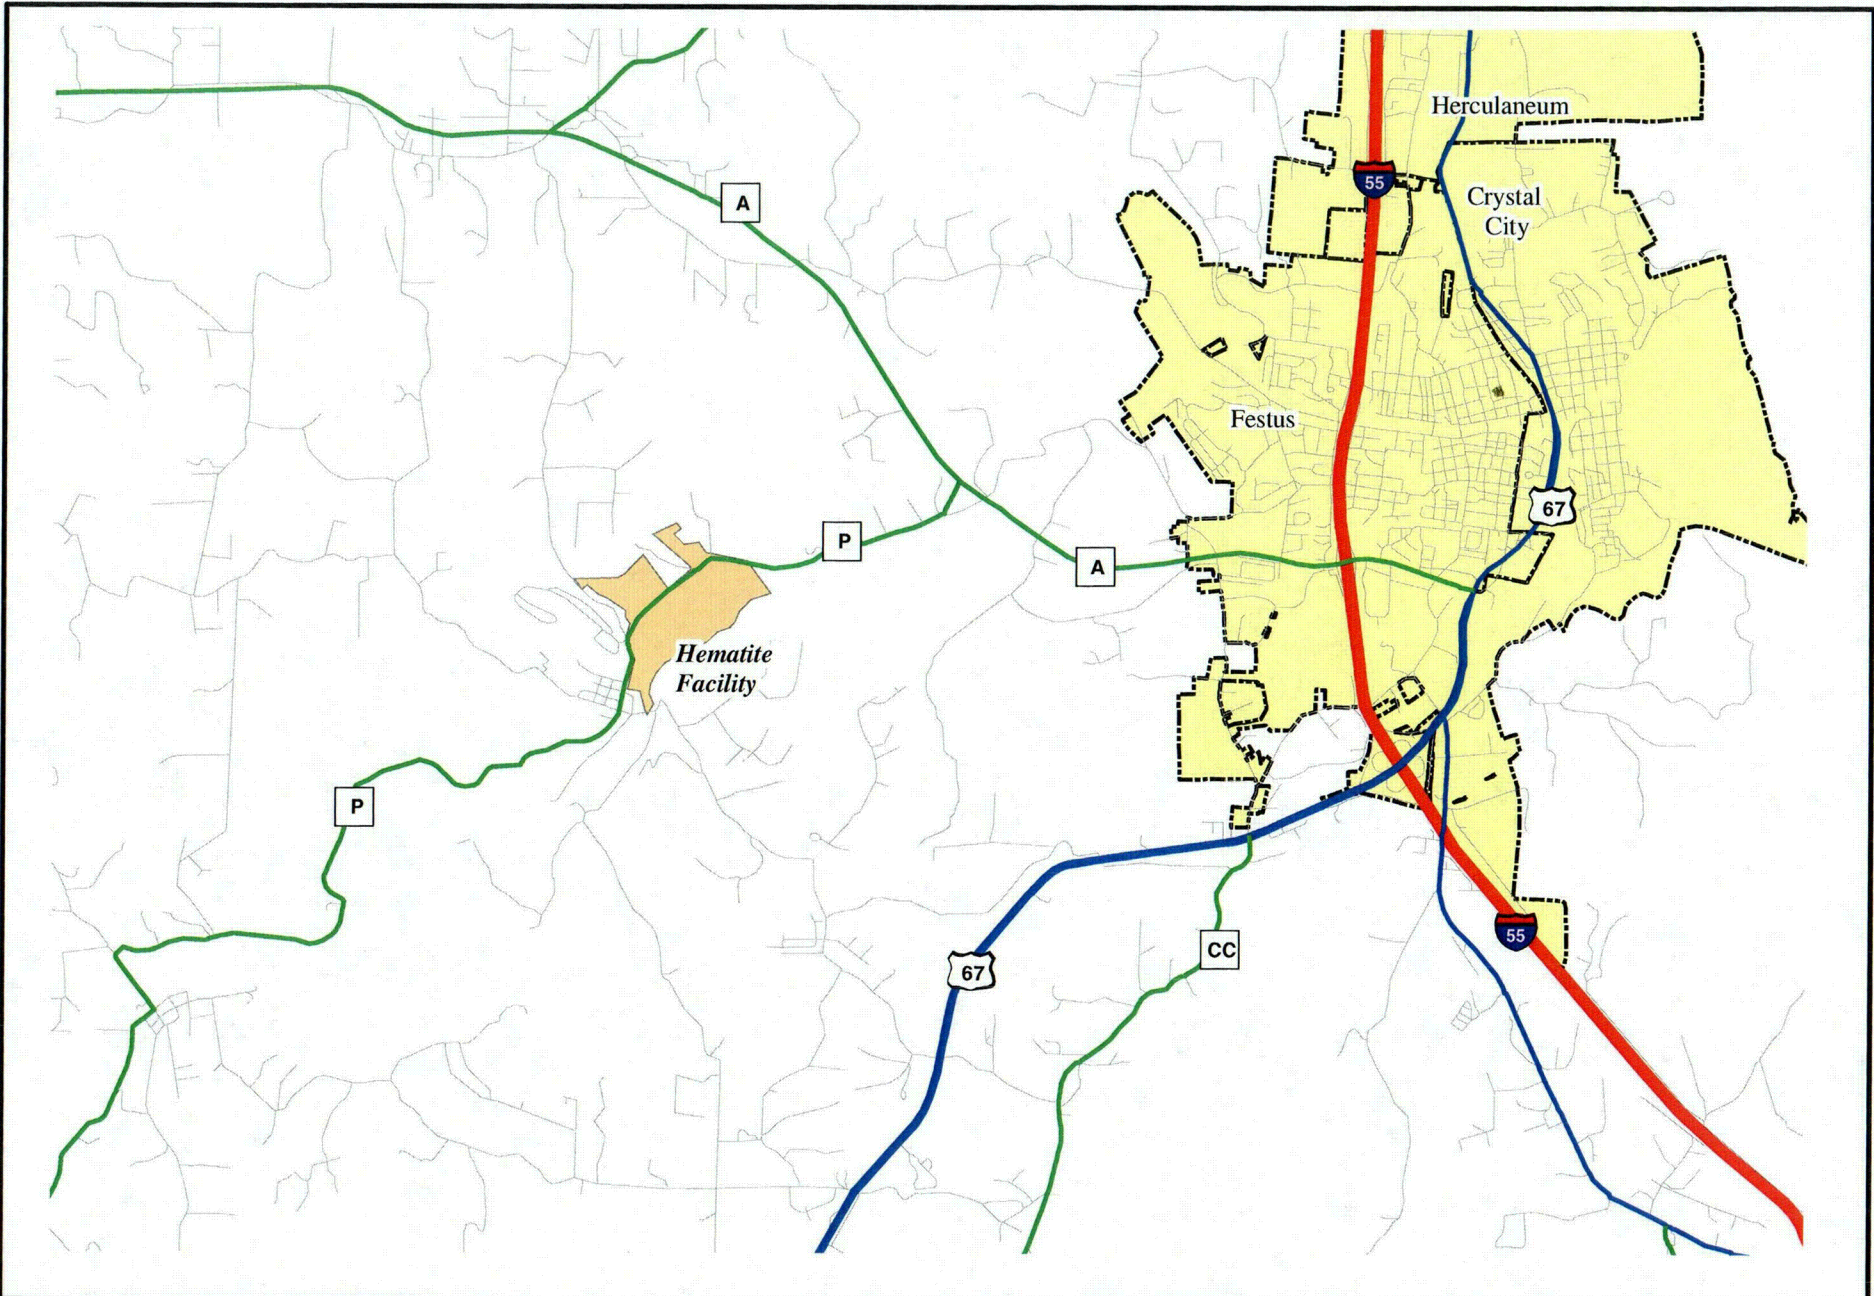 Herculaneum
55
Crystal
City
A
Festus
67
P
A
Hematite
Facility
P
55
CC
67